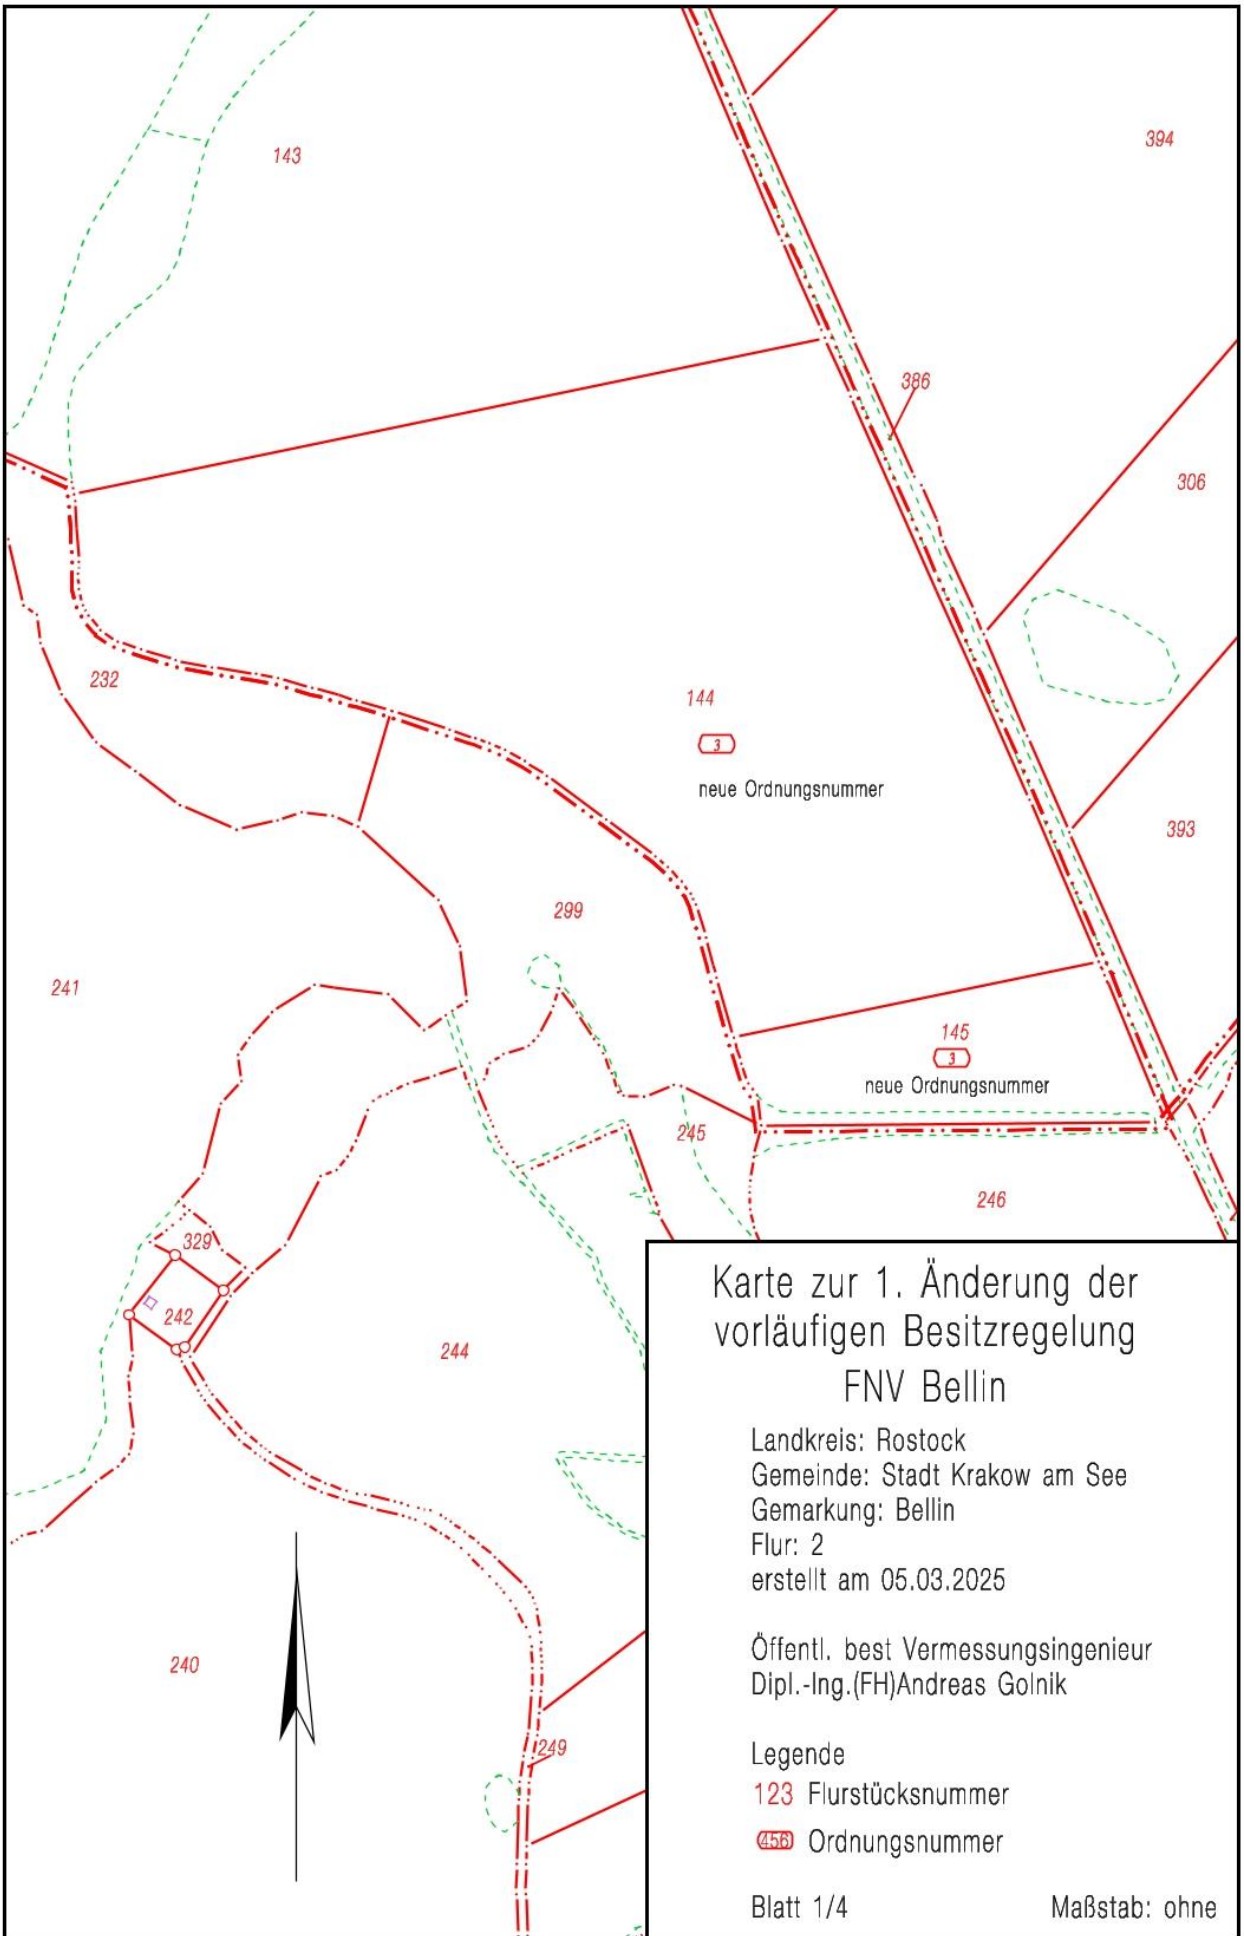 143
394
386
306
232
144
3
neue Ordnungsnummer
393
299
241
145
3
neue Ordnungsnummer
245
246
329
242
244
240
249
Karte zur 1. Änderung der
vorläufigen Besitzregelung
FNV Bellin
Landkreis: Rostock
Gemeinde: Stadt Krakow am See
Gemarkung: Bellin
Flur: 2
erstellt am 05.03.2025
Öffentl. best Vermessungsingenieur
Dipl.-Ing.(FH)Andreas Golnik
Legende
123 Flurstücksnummer
456 Ordnungsnummer
Blatt 1/4 Maßstab: ohne